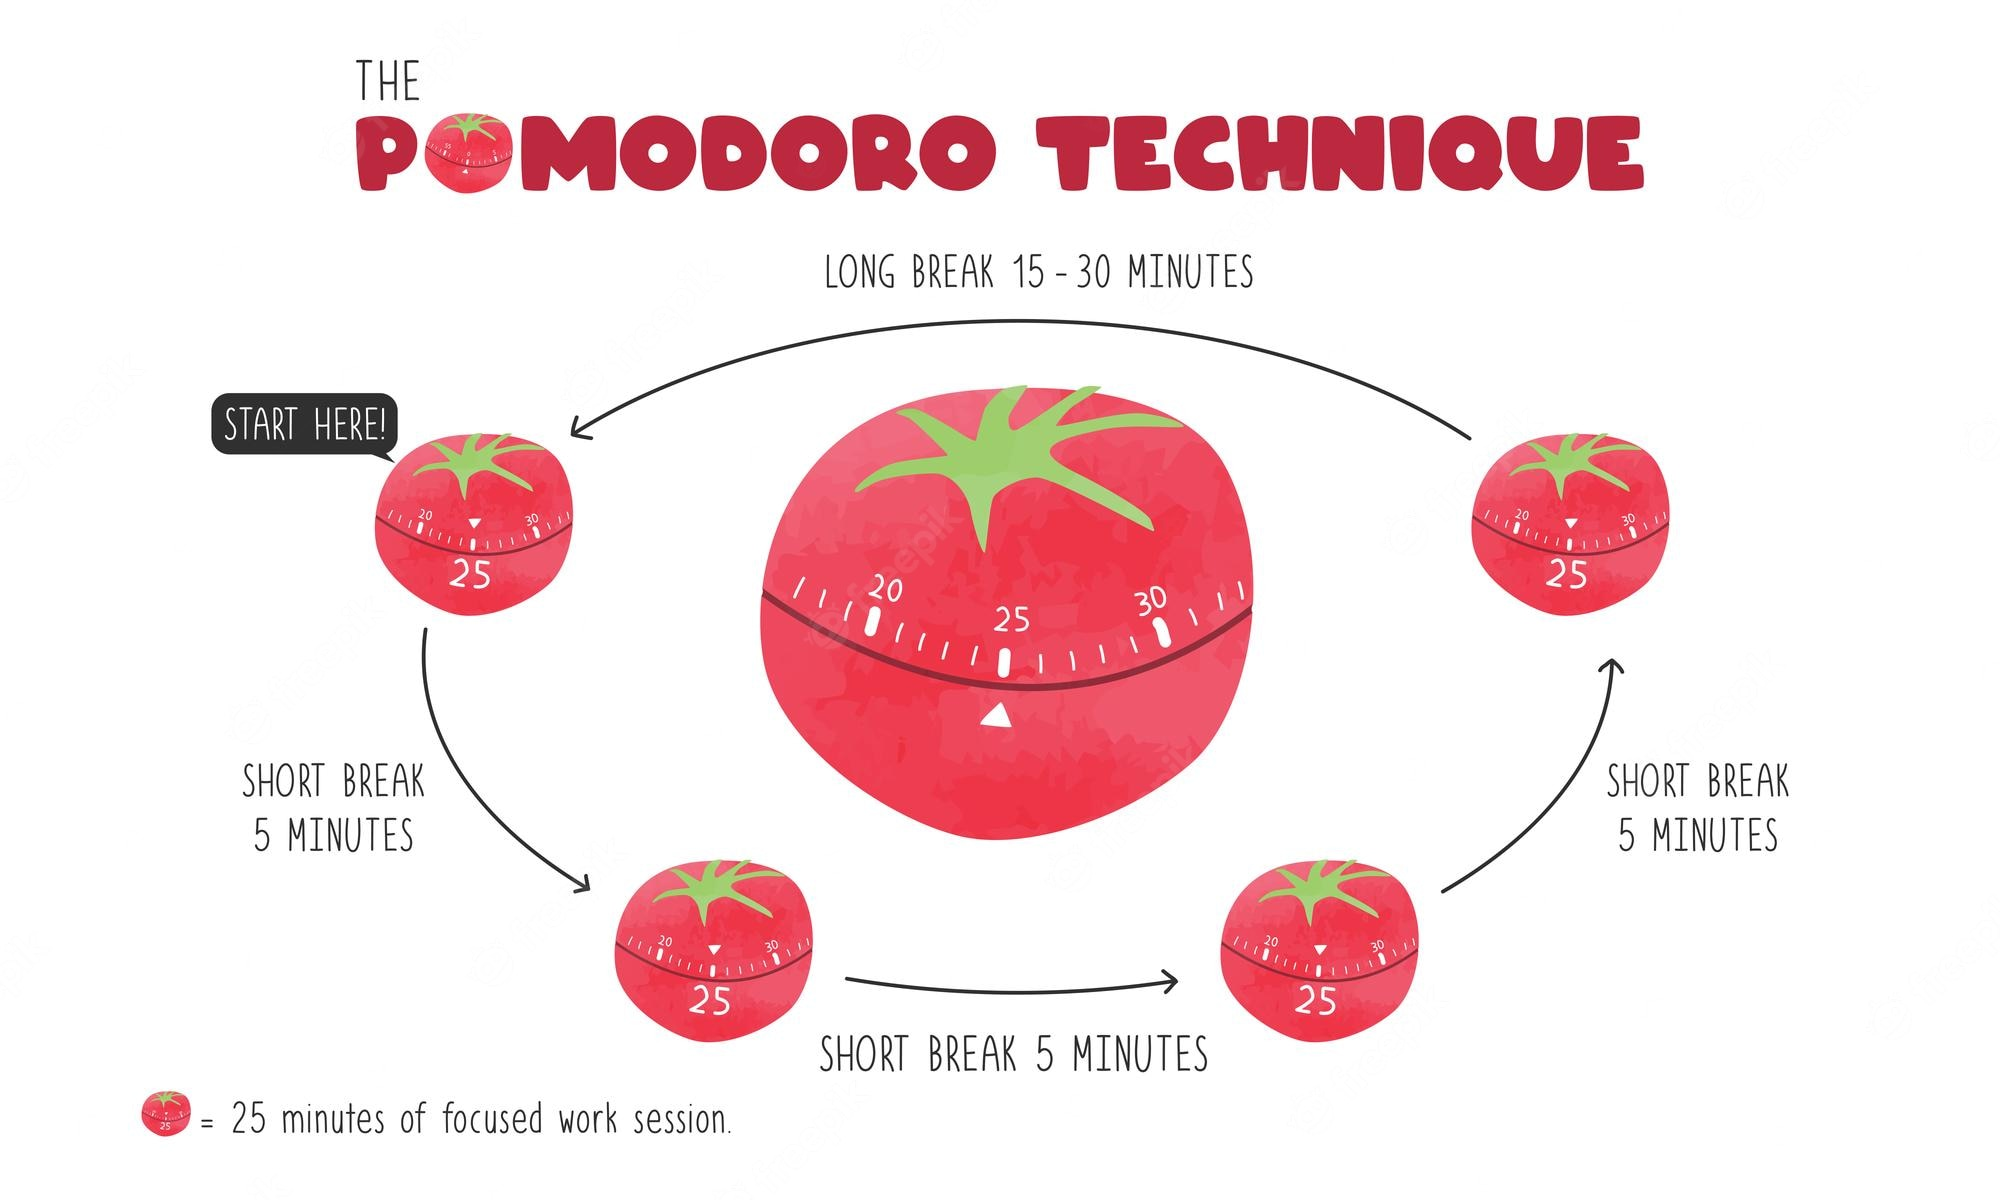 THE
POMODORO TECHNIQUE
LONG BREAK 15 - 30 MINUTES
START HERE!
20 30
25
20 25 30
20 30
25
SHORT BREAK
5 MINUTES
SHORT BREAK
5 MINUTES
20 30
25
20 30
25
SHORT BREAK 5 MINUTES
25
= 25 minutes of focused work session.